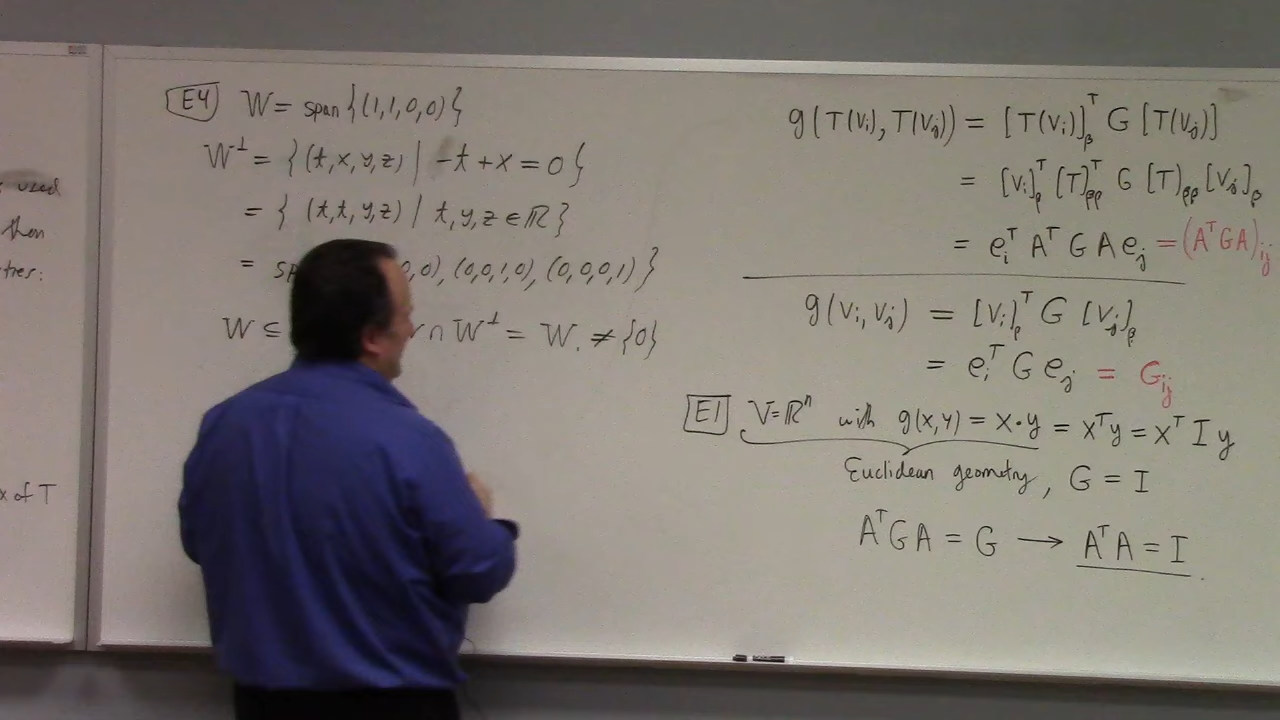 used
then
x of T
E4 W = span{(1,1,0,0)}
W^⊥ = {(t,x,y,z) | -t+x=0}
= {(t,t,y,z) | t,y,z∈ℝ}
= sp 0,0), (0,0,1,0), (0,0,0,1)}
W ⊆ ∩ W^⊥ = W. ≠ {0}
g(T(v_i),T(v_j)) = [T(v_i)]_β^T G [T(v_j)]
= [v_i]_β^T [T]_ββ^T G [T]_ββ [v_j]_β
= e_i^T A^T G A e_j = (A^T G A)_ij
g(v_i,v_j) = [v_i]_β^T G [v_j]_β
= e_i^T G e_j = G_ij
E1 V=ℝ^n with g(x,y) = x•y = x^T y = x^T I y
Euclidean geometry, G = I
A^T G A = G → A^T A = I